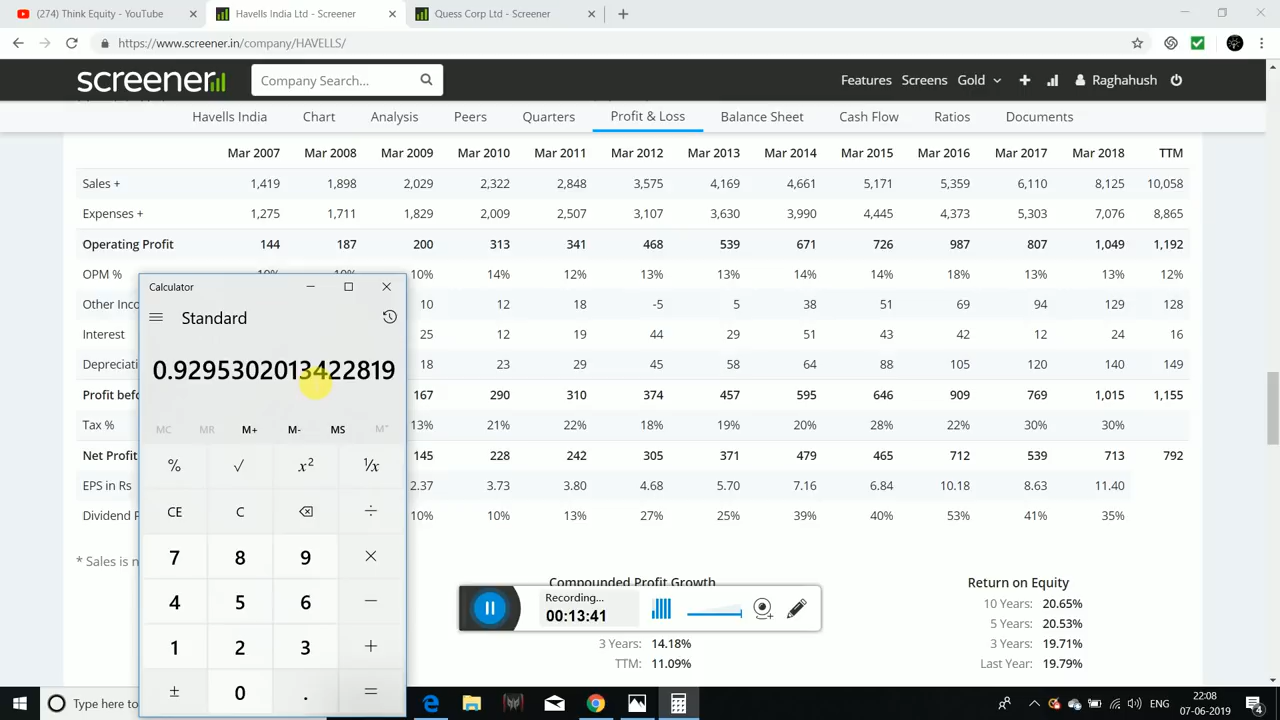 (274) Think Equity - YouTube
Havells India Ltd - Screener
Quess Corp Ltd - Screener
https://www.screener.in/company/HAVELLS/
screener
Company Search...
Features Screens Gold Raghahush
Havells India Chart Analysis Peers Quarters Profit & Loss Balance Sheet Cash Flow Ratios Documents
Mar 2007 Mar 2008 Mar 2009 Mar 2010 Mar 2011 Mar 2012 Mar 2013 Mar 2014 Mar 2015 Mar 2016 Mar 2017 Mar 2018 TTM
Sales + 1,419 1,898 2,029 2,322 2,848 3,575 4,169 4,661 5,171 5,359 6,110 8,125 10,058
Expenses + 1,275 1,711 1,829 2,009 2,507 3,107 3,630 3,990 4,445 4,373 5,303 7,076 8,865
Operating Profit 144 187 200 313 341 468 539 671 726 987 807 1,049 1,192
OPM % 10% 10% 10% 14% 12% 13% 13% 14% 14% 18% 13% 13% 12%
Other Inco 10 12 18 -5 5 38 51 69 94 129 128
Interest 25 12 19 44 29 51 43 42 12 24 16
Depreciati 18 23 29 45 58 64 88 105 120 140 149
Profit befo 167 290 310 374 457 595 646 909 769 1,015 1,155
Tax % 13% 21% 22% 18% 19% 20% 28% 22% 30% 30%
Net Profit 145 228 242 305 371 479 465 712 539 713 792
EPS in Rs 2.37 3.73 3.80 4.68 5.70 7.16 6.84 10.18 8.63 11.40
Dividend P 10% 10% 13% 27% 25% 39% 40% 53% 41% 35%
* Sales is n
Compounded Profit Growth
3 Years: 14.18%
TTM: 11.09%
Return on Equity
10 Years: 20.65%
5 Years: 20.53%
3 Years: 19.71%
Last Year: 19.79%
Calculator
Standard
0.9295302013422819
MC MR M+ M- MS M˅
% √ x² ¹/x
CE C ⌫ ÷
7 8 9 ×
4 5 6 −
1 2 3 +
± 0 . =
Recording...
00:13:41
Type here to
ENG
22:08
07-06-2019
4